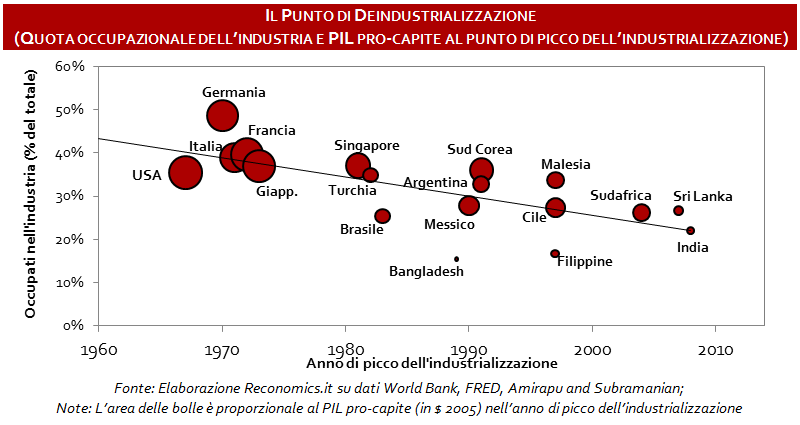 IL PUNTO DI DEINDUSTRIALIZZAZIONE
(QUOTA OCCUPAZIONALE DELL'INDUSTRIA E PIL PRO-CAPITE AL PUNTO DI PICCO DELL'INDUSTRIALIZZAZIONE)
Occupati nell'industria (% del totale)
60%
50%
40%
30%
20%
10%
0%
Germania
Francia
Italia
USA
Giapp.
Singapore
Turchia
Brasile
Sud Corea
Argentina
Messico
Bangladesh
Malesia
Cile
Filippine
Sudafrica
Sri Lanka
India
1960
1970
1980
1990
2000
2010
Anno di picco dell'industrializzazione
Fonte: Elaborazione Reconomics.it su dati World Bank, FRED, Amirapu and Subramanian;
Note: L'area delle bolle è proporzionale al PIL pro-capite (in $ 2005) nell'anno di picco dell'industrializzazione